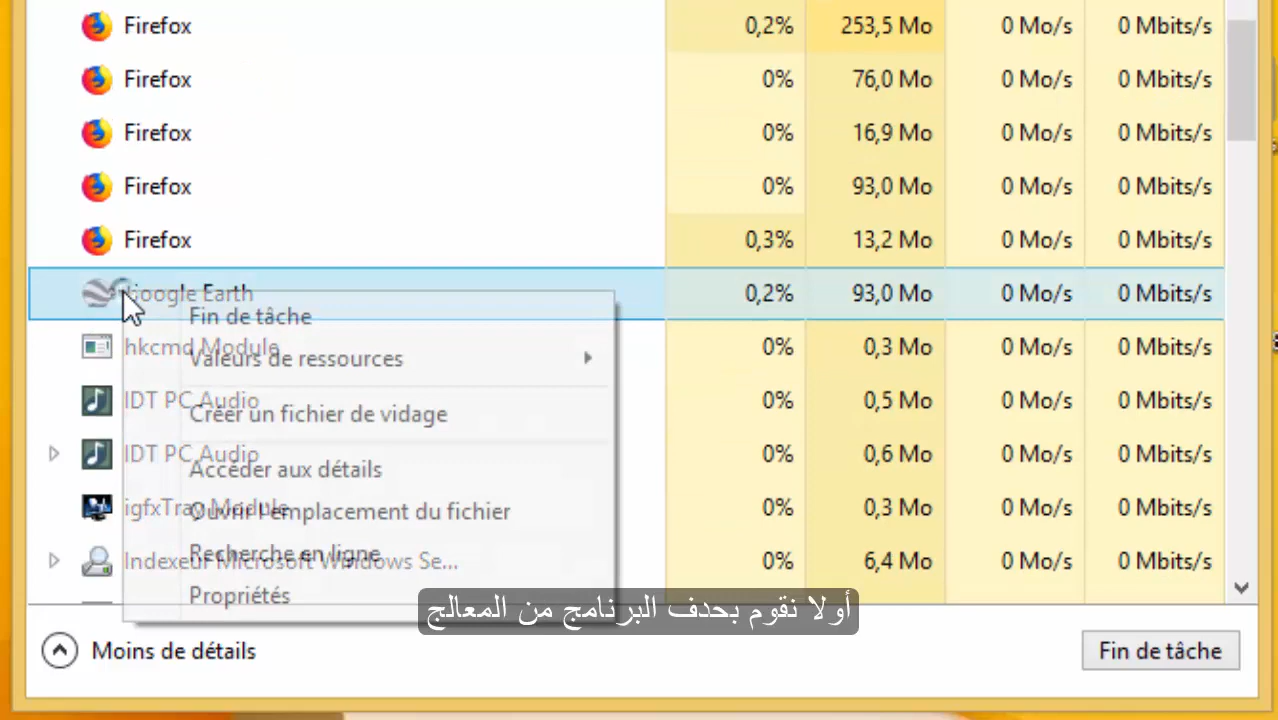 Firefox 0,2% 253,5 Mo 0 Mo/s 0 Mbits/s
Firefox 0% 76,0 Mo 0 Mo/s 0 Mbits/s
Firefox 0% 16,9 Mo 0 Mo/s 0 Mbits/s
Firefox 0% 93,0 Mo 0 Mo/s 0 Mbits/s
Firefox 0,3% 13,2 Mo 0 Mo/s 0 Mbits/s
Google Earth 0,2% 93,0 Mo 0 Mo/s 0 Mbits/s
Fin de tâche
hkcmd Module 0% 0,3 Mo 0 Mo/s 0 Mbits/s
Valeurs de ressources
IDT PC Audio 0% 0,5 Mo 0 Mo/s 0 Mbits/s
Créer un fichier de vidage
IDT PC Audio 0% 0,6 Mo 0 Mo/s 0 Mbits/s
Accéder aux détails
igfxTray Module 0% 0,3 Mo 0 Mo/s 0 Mbits/s
Ouvrir l'emplacement du fichier
Recherche en ligne
Indexeur Microsoft Windows Se... 0% 6,4 Mo 0 Mo/s 0 Mbits/s
Propriétés
أولا نقوم بحدف البرنامج من المعالج
Moins de détails
Fin de tâche